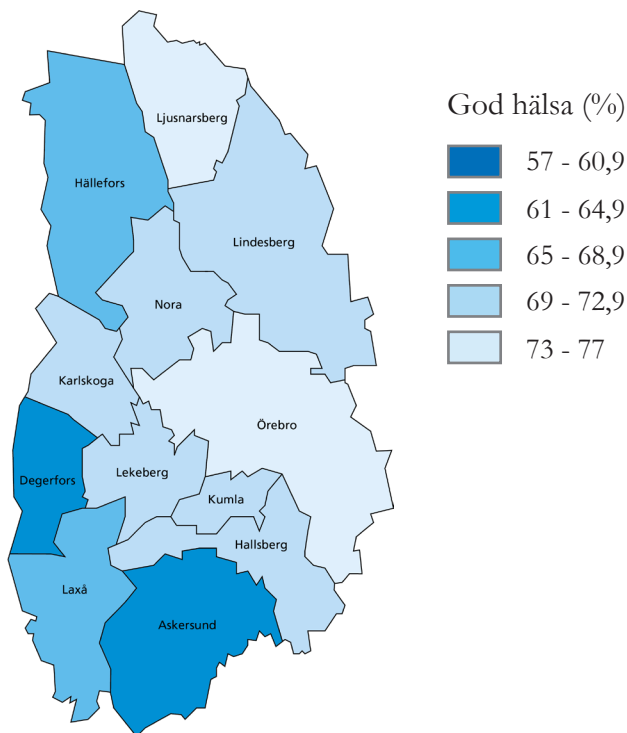 Ljusnarsberg
Hällefors
Lindesberg
Nora
Karlskoga
Örebro
Degerfors
Lekeberg
Kumla
Hallsberg
Laxå
Askersund
God hälsa (%)
57 - 60,9
61 - 64,9
65 - 68,9
69 - 72,9
73 - 77